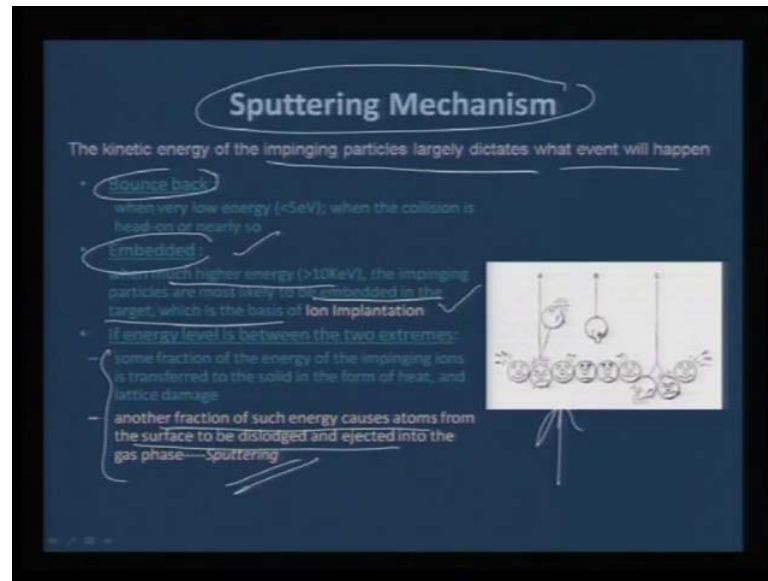 Sputtering Mechanism
The kinetic energy of the impinging particles largely dictates what event will happen
• Bounce back :
when very low energy (<5eV); when the collision is
head-on or nearly so
• Embedded :
when much higher energy (>10KeV), the impinging
particles are most likely to be embedded in the
target, which is the basis of Ion Implantation
• If energy level is between the two extremes:
– some fraction of the energy of the impinging ions
is transferred to the solid in the form of heat, and
lattice damage
– another fraction of such energy causes atoms from
the surface to be dislodged and ejected into the
gas phase----Sputtering
A B C